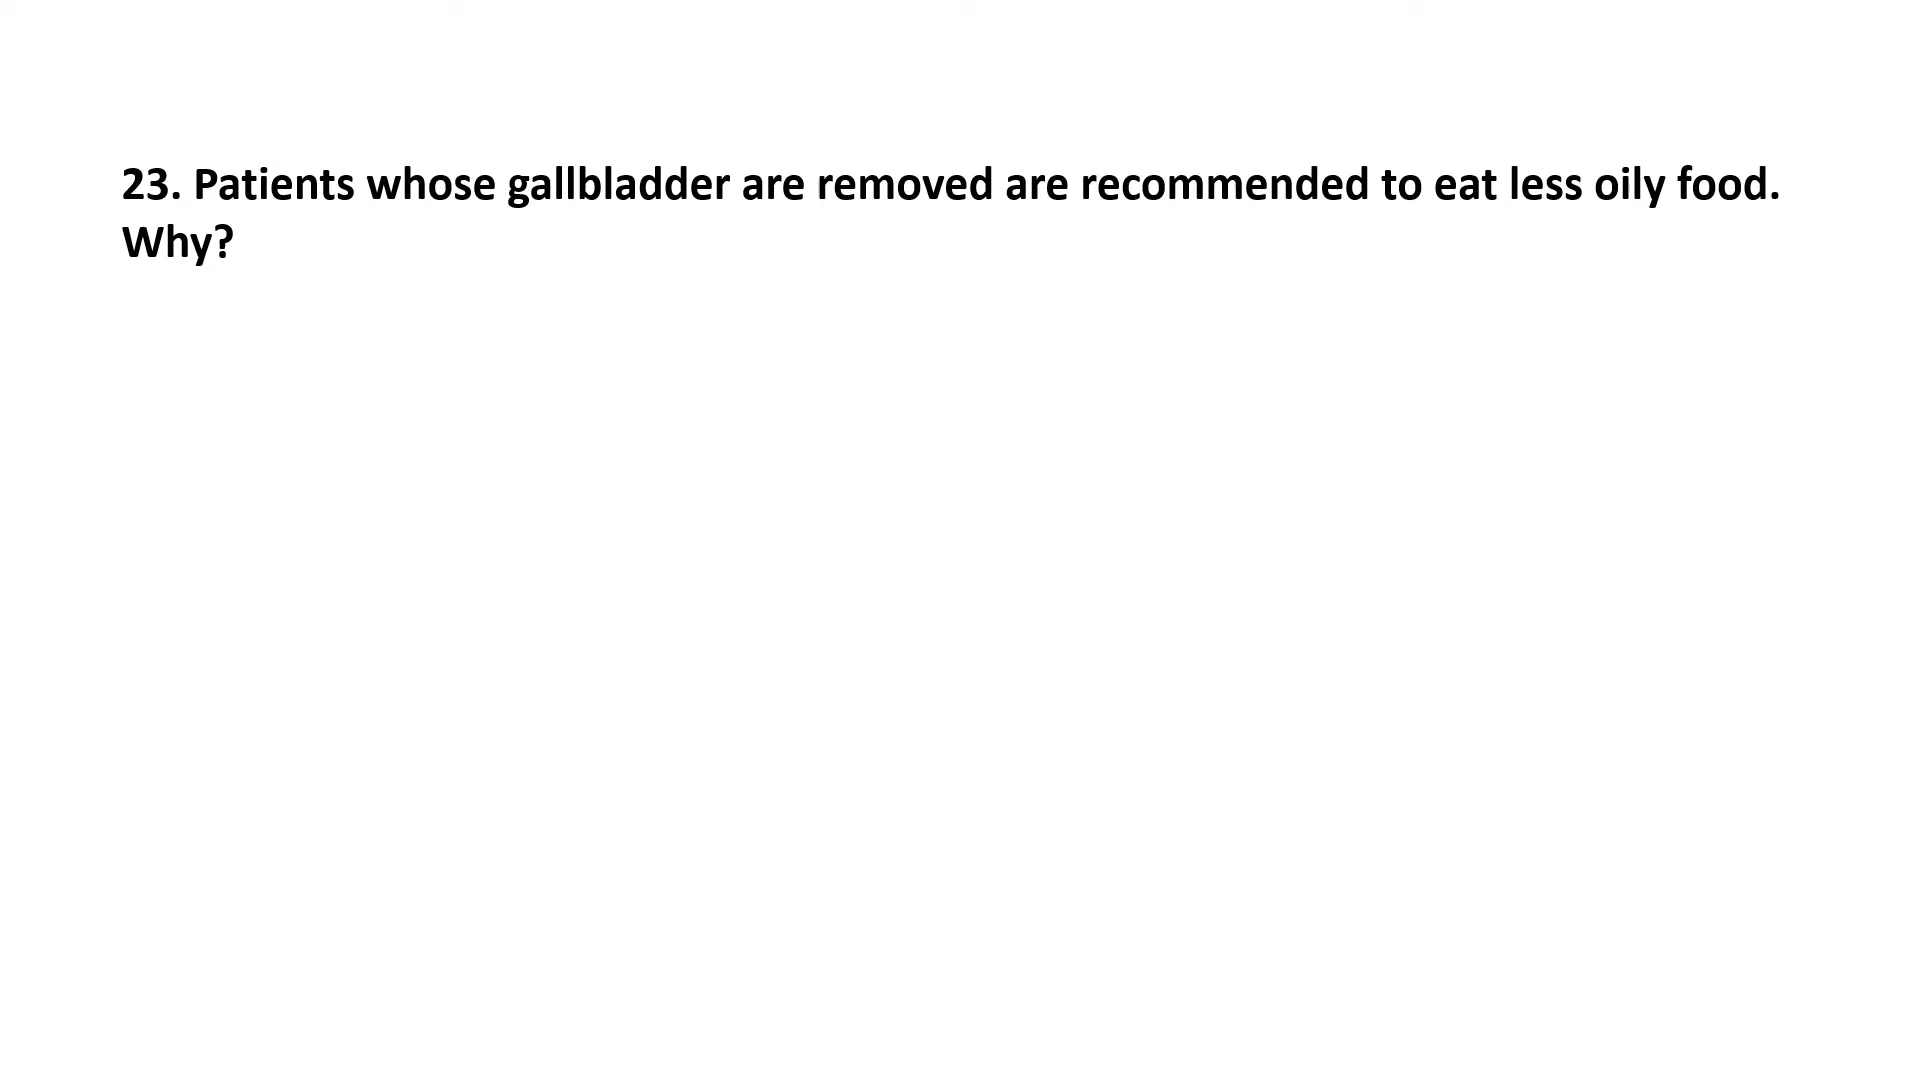 23. Patients whose gallbladder are removed are recommended to eat less oily food.
Why?